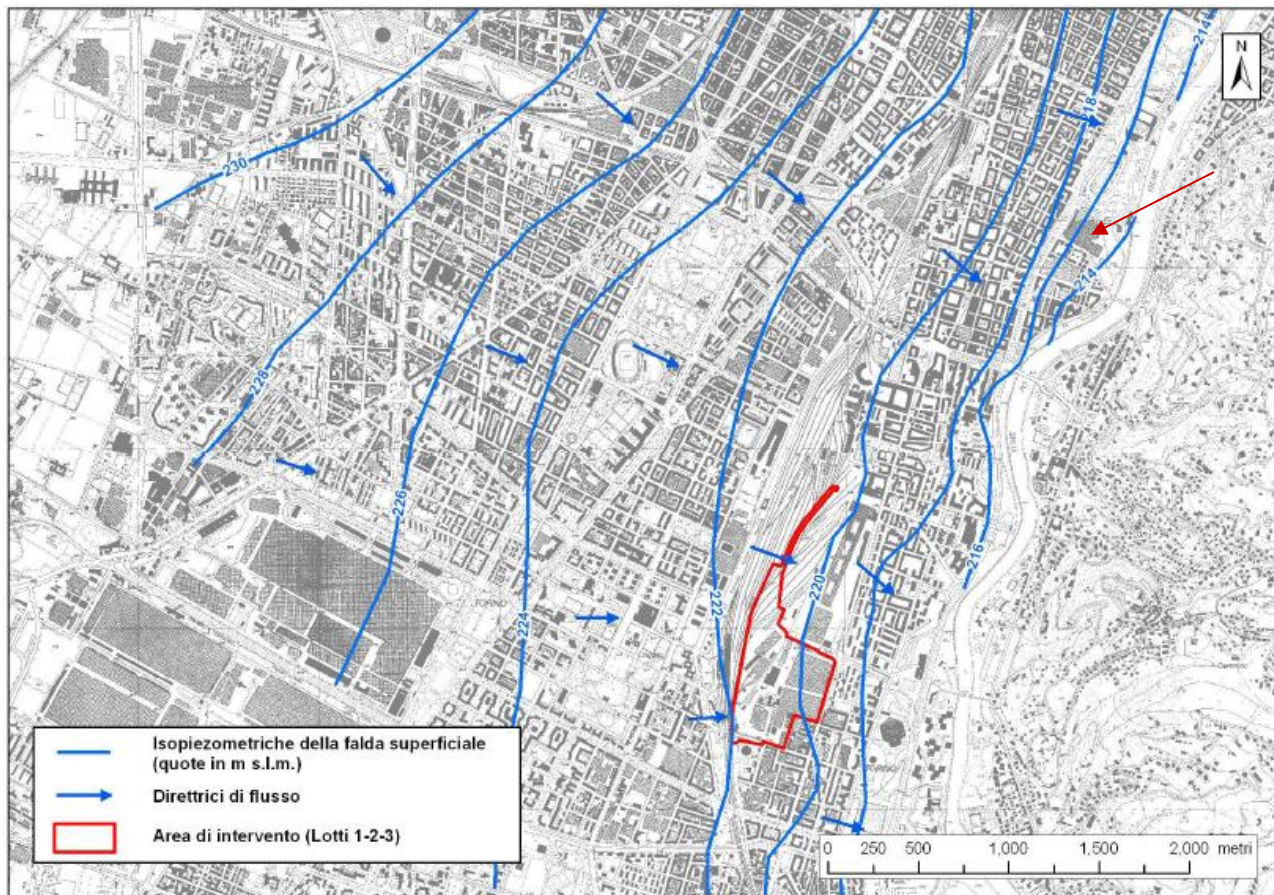 214
N
218
230
214
228
226
216
220
222
224
TORINO
Isopiezometriche della falda superficiale
(quote in m s.l.m.)
Direttrici di flusso
Area di intervento (Lotti 1-2-3)
0 250 500 1,000 1,500 2,000 metri